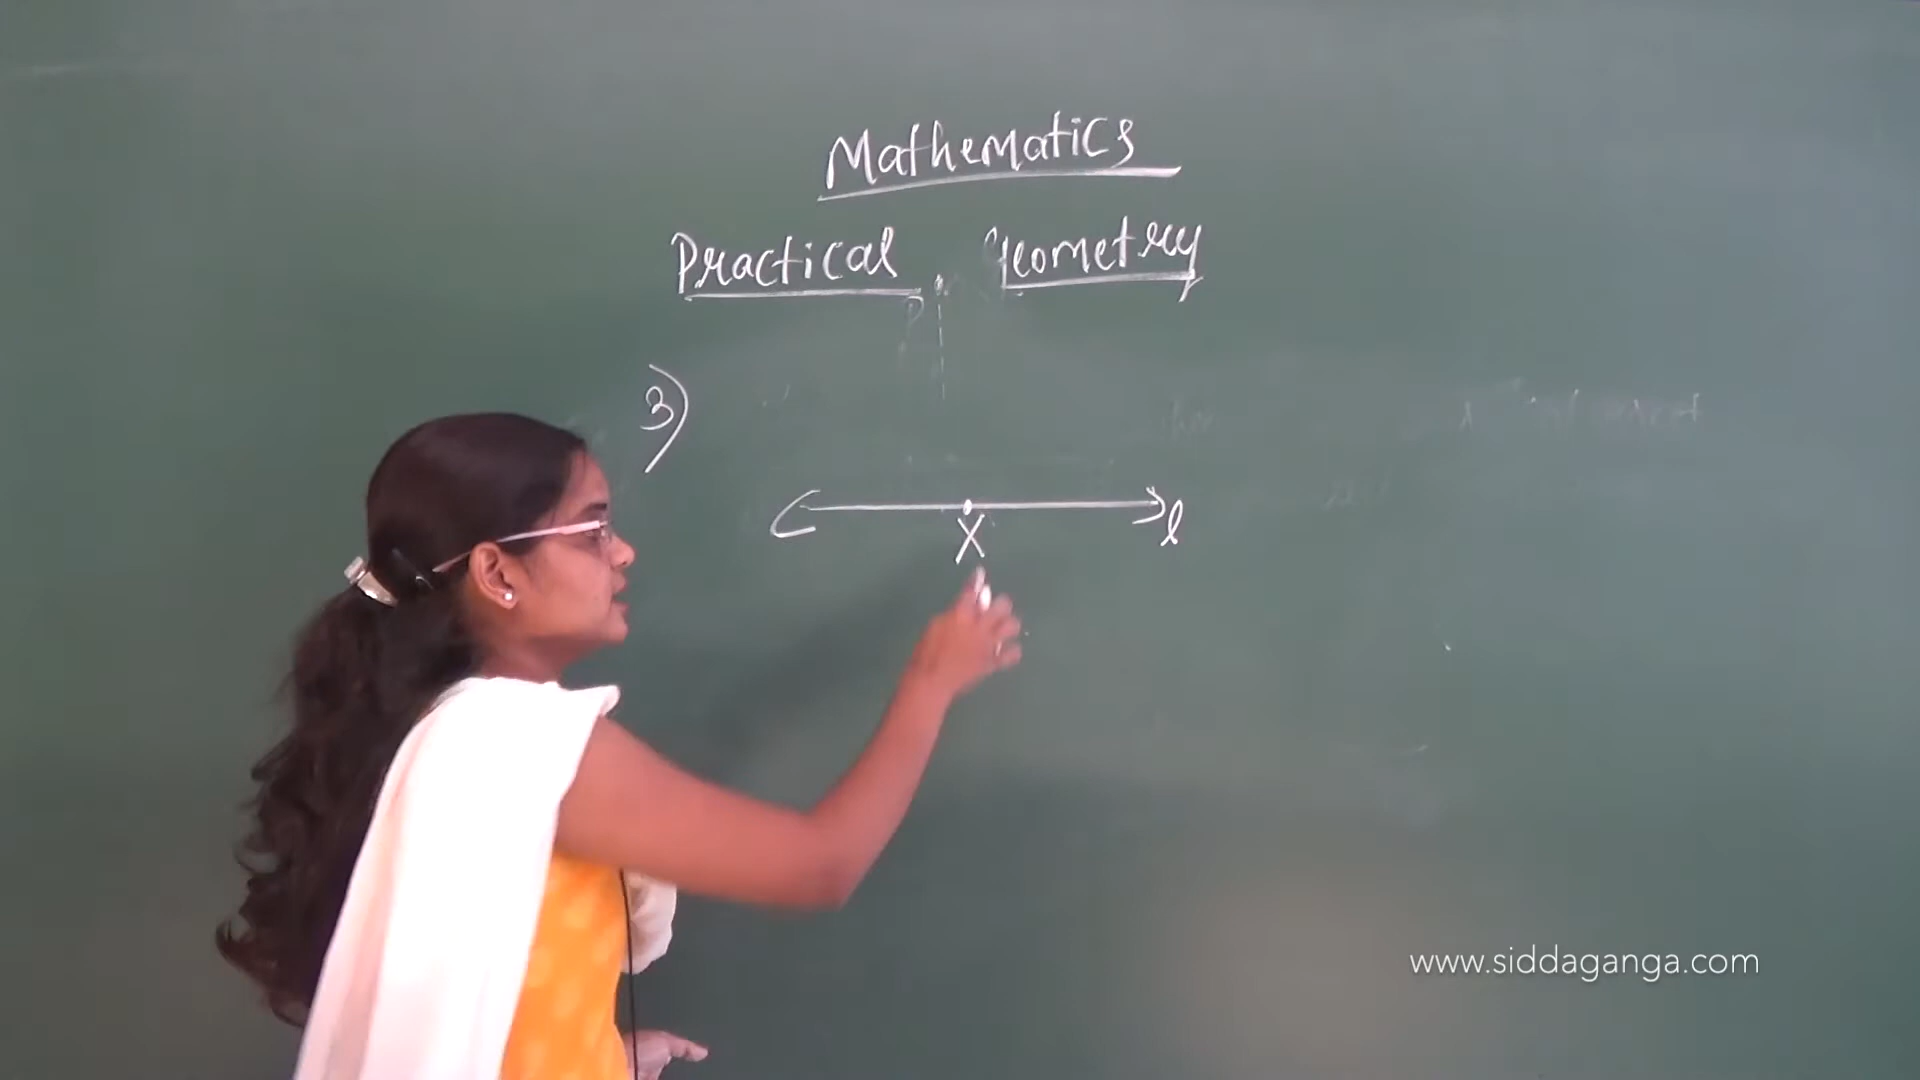 Mathematics
Practical Geometry
P
3)
X l
www.siddaganga.com